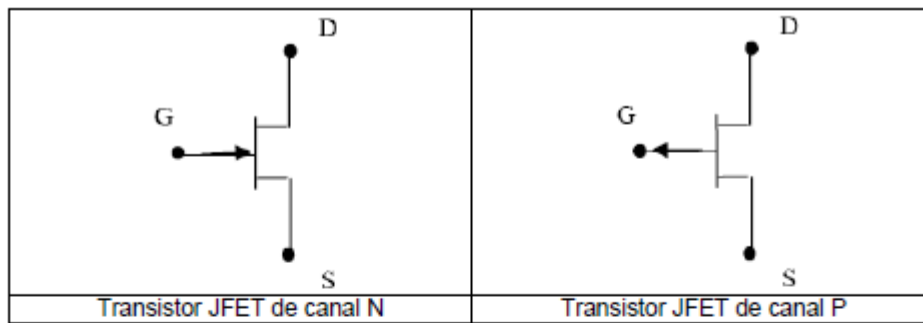 D
G
S
Transistor JFET de canal N
D
G
S
Transistor JFET de canal P